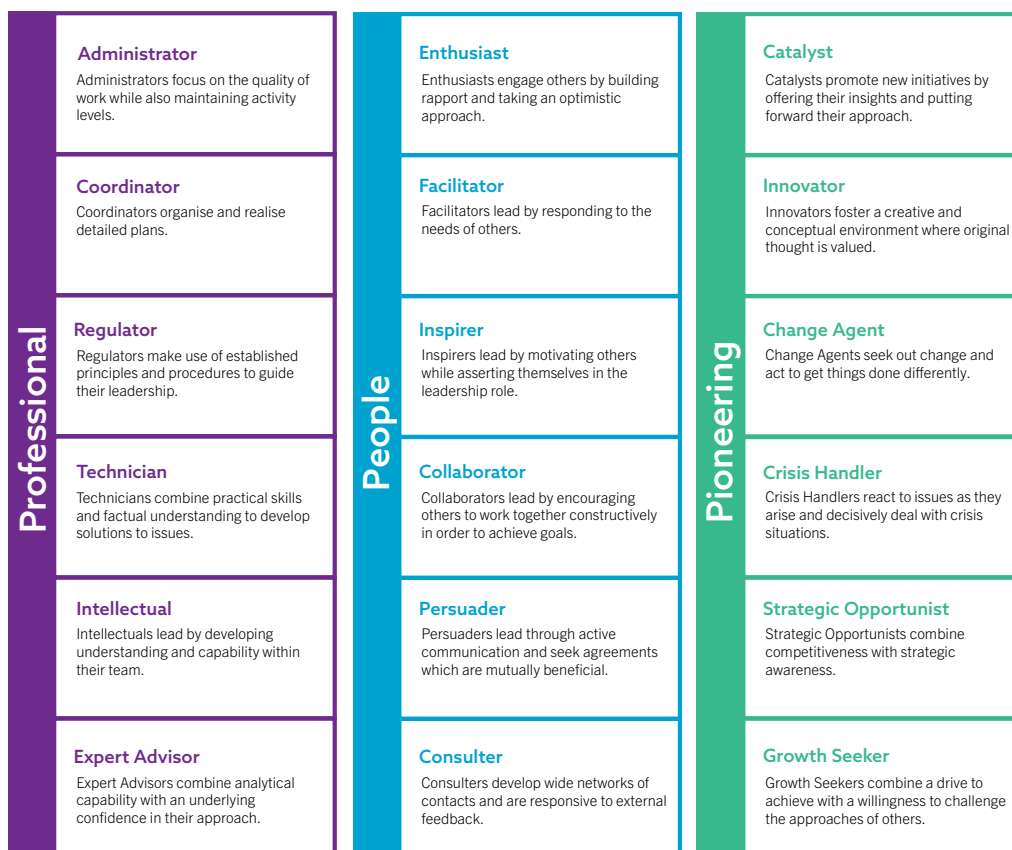 Professional
Administrator
Administrators focus on the quality of
work while also maintaining activity
levels.
Coordinator
Coordinators organise and realise
detailed plans.
Regulator
Regulators make use of established
principles and procedures to guide
their leadership.
Technician
Technicians combine practical skills
and factual understanding to develop
solutions to issues.
Intellectual
Intellectuals lead by developing
understanding and capability within
their team.
Expert Advisor
Expert Advisors combine analytical
capability with an underlying
confidence in their approach.
People
Enthusiast
Enthusiasts engage others by building
rapport and taking an optimistic
approach.
Facilitator
Facilitators lead by responding to the
needs of others.
Inspirer
Inspirers lead by motivating others
while asserting themselves in the
leadership role.
Collaborator
Collaborators lead by encouraging
others to work together constructively
in order to achieve goals.
Persuader
Persuaders lead through active
communication and seek agreements
which are mutually beneficial.
Consulter
Consulters develop wide networks of
contacts and are responsive to external
feedback.
Pioneering
Catalyst
Catalysts promote new initiatives by
offering their insights and putting
forward their approach.
Innovator
Innovators foster a creative and
conceptual environment where original
thought is valued.
Change Agent
Change Agents seek out change and
act to get things done differently.
Crisis Handler
Crisis Handlers react to issues as they
arise and decisively deal with crisis
situations.
Strategic Opportunist
Strategic Opportunists combine
competitiveness with strategic
awareness.
Growth Seeker
Growth Seekers combine a drive to
achieve with a willingness to challenge
the approaches of others.